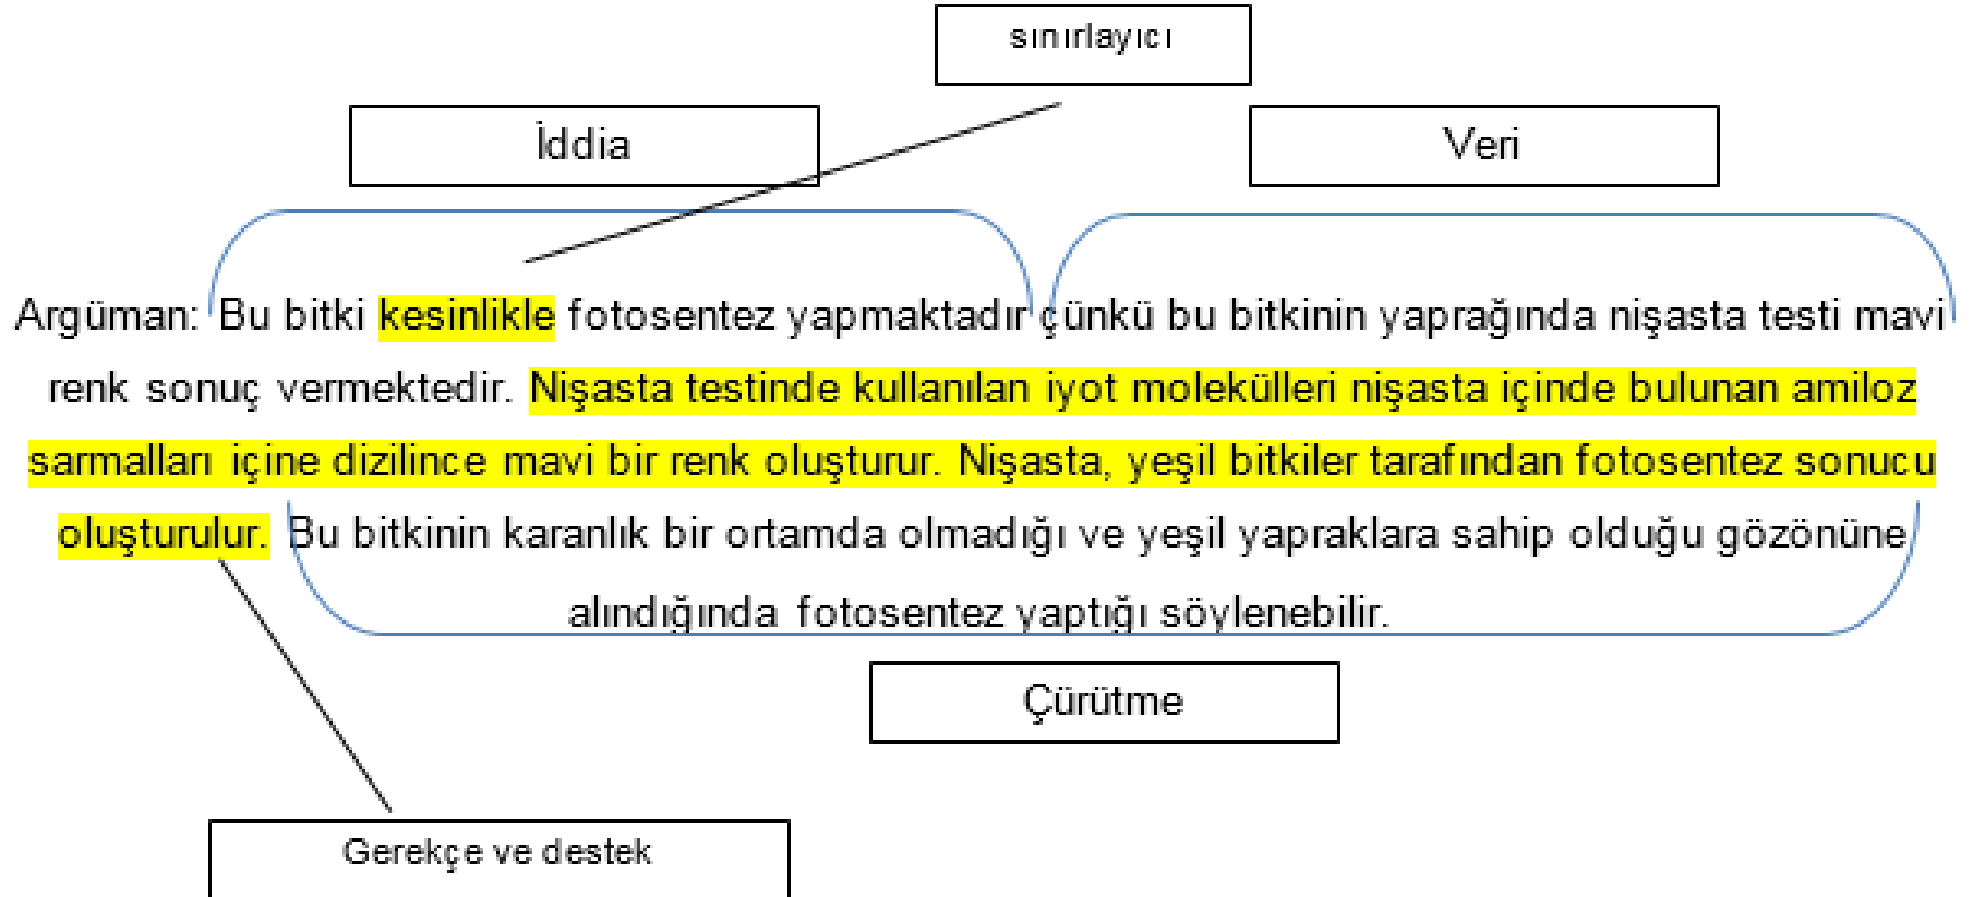 sınırlayıcı
İddia
Veri
Argüman: Bu bitki kesinlikle fotosentez yapmaktadır çünkü bu bitkinin yaprağında nişasta testi mavi
renk sonuç vermektedir. Nişasta testinde kullanılan iyot molekülleri nişasta içinde bulunan amiloz
sarmalları içine dizilince mavi bir renk oluşturur. Nişasta, yeşil bitkiler tarafından fotosentez sonucu
oluşturulur. Bu bitkinin karanlık bir ortamda olmadığı ve yeşil yapraklara sahip olduğu gözönüne
alındığında fotosentez yaptığı söylenebilir.
Çürütme
Gerekçe ve destek